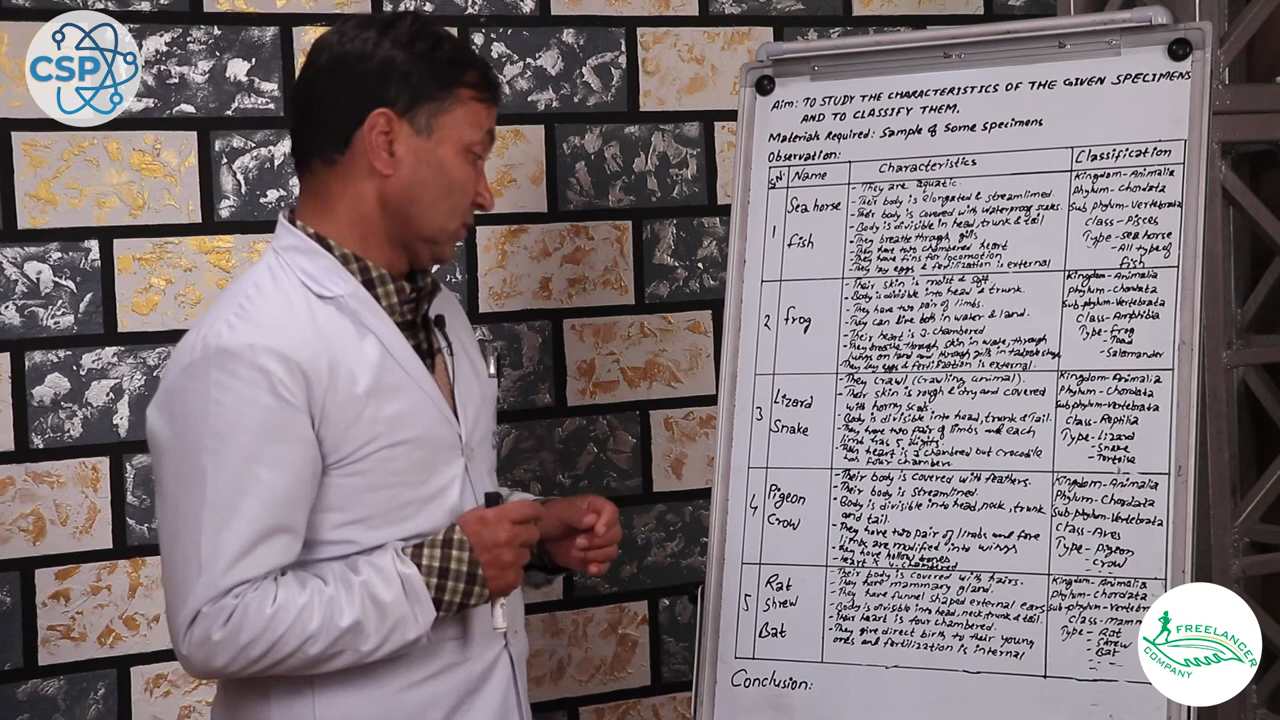 CSP
Aim: TO STUDY THE CHARACTERISTICS OF THE GIVEN SPECIMENS
AND TO CLASSIFY THEM.
Materials Required: Sample of Some specimens
Observation:
S.N. Name Characteristics Classification
1 Sea horse
fish
- They are aquatic.
- Their body is elongated & streamlined.
- Their body is covered with waterproof scales.
- Body is divisible in head, trunk & tail
- They breathe through gills
- They have two chambered heart
- They have fins for locomotion
- They lay eggs & fertilization is external
Kingdom-Animalia
Phylum-Chordata
Sub phylum-Vertebrata
Class-Pisces
Type-Sea horse
- All type of
fish
2 frog
- Their skin is moist & soft
- Body is divisible into head & trunk.
- They have two pair of limbs.
- They can live both in water & land.
- Their heart is 3 chambered
- They breathe through skin in water, through
lungs on land and through gills in tadpole stage
- They lay eggs & fertilization is external.
Kingdom-Animalia
Phylum-Chordata
Sub-phylum-Vertebrata
Class-Amphibia
Type-frog
- Toad
- Salamander
3 Lizard
Snake
- They crawl (crawling animal).
- Their skin is rough & dry and covered
with horny scales.
- Body is divisible into head, trunk & Tail.
- They have two pair of limbs and each
limb has 5 digits.
- Their heart is 3 chambred but crocodile
has four chambers
Kingdom-Animalia
Phylum-Chordata
Sub phylum-Vertebrata
Class-Reptilia
Type-Lizard
- Snake
- Tortoise
4 Pigeon
Crow
- Their body is covered with feathers.
- Their body is streamlined.
- Body is divisible into head, neck, trunk
and tail.
- They have two pair of limbs and fore
limbs are modified into wings
- They have hollow bones
- Heart is 4-chambered
Kingdom-Animalia
Phylum-Chordata
Sub-phylum-Vertebrata
Class-Aves
Type-Pigeon
- Crow
5 Rat
Shrew
Bat
- Their body is covered with hairs.
- They have mammary gland.
- They have funnel shaped external ears
- Body is divisible into head, neck, trunk & tail.
- Their heart is four chambered.
- They give direct birth to their young
ones and fertilization is internal
Kingdom-Animalia
Phylum-Chordata
Sub-phylum-Vertebr
Class-Mamm
Type-Rat
- Shrew
- Bat
Conclusion:
FREELANCER
COMPANY